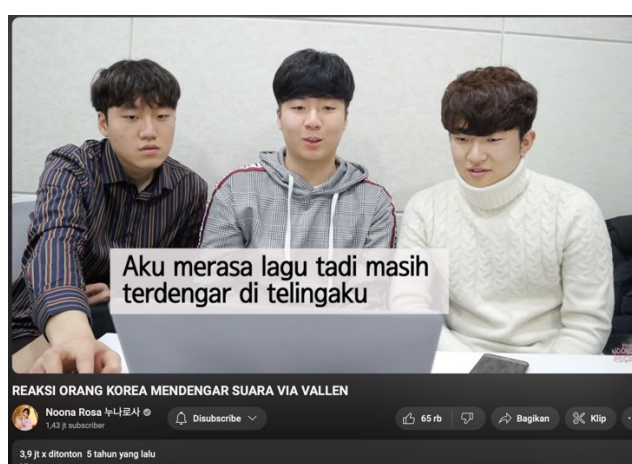 Aku merasa lagu tadi masih
terdengar di telingaku
REAKSI ORANG KOREA MENDENGAR SUARA VIA VALLEN
Noona Rosa 누나로사
1,43 jt subscriber
Disubscribe
65 rb
Bagikan
Klip
3,9 jt x ditonton 5 tahun yang lalu